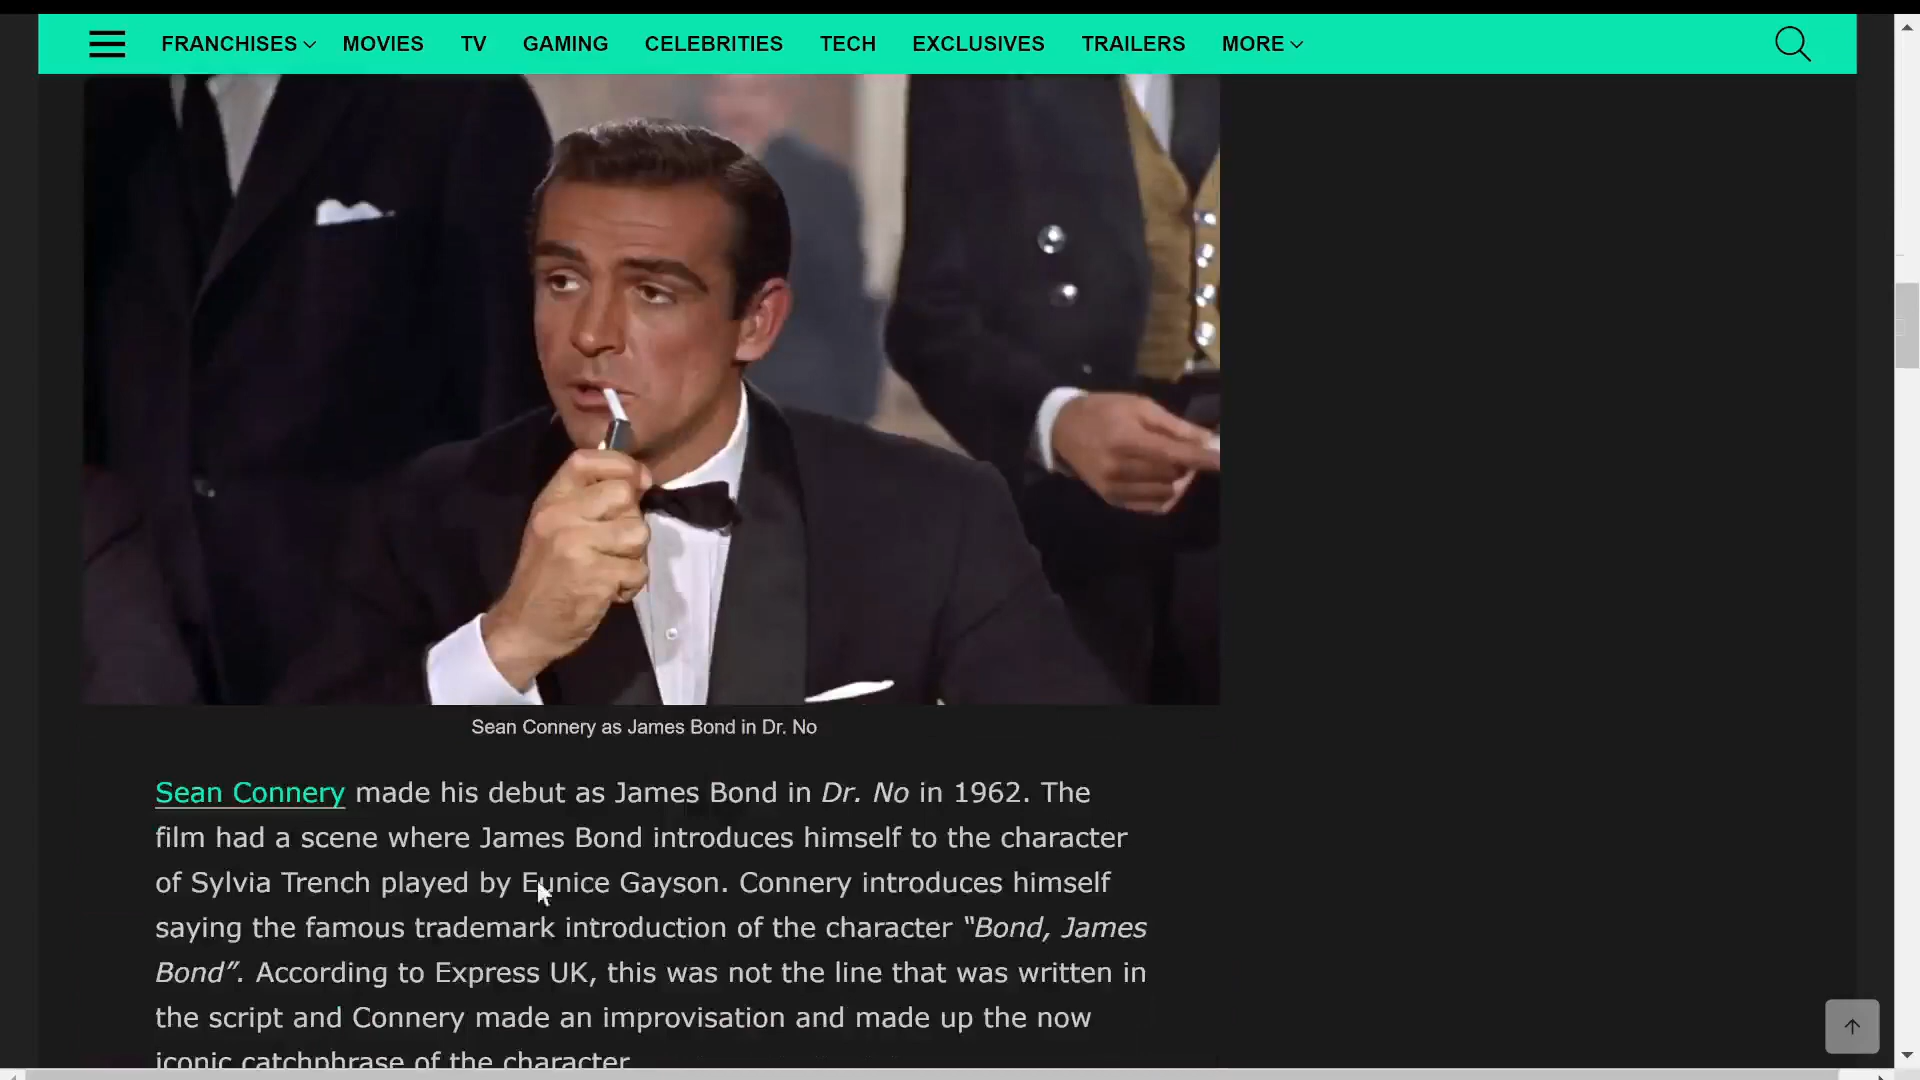 FRANCHISES MOVIES TV GAMING CELEBRITIES TECH EXCLUSIVES TRAILERS MORE
Sean Connery as James Bond in Dr. No
Sean Connery made his debut as James Bond in Dr. No in 1962. The
film had a scene where James Bond introduces himself to the character
of Sylvia Trench played by Eunice Gayson. Connery introduces himself
saying the famous trademark introduction of the character “Bond, James
Bond”. According to Express UK, this was not the line that was written in
the script and Connery made an improvisation and made up the now
iconic catchphrase of the character.